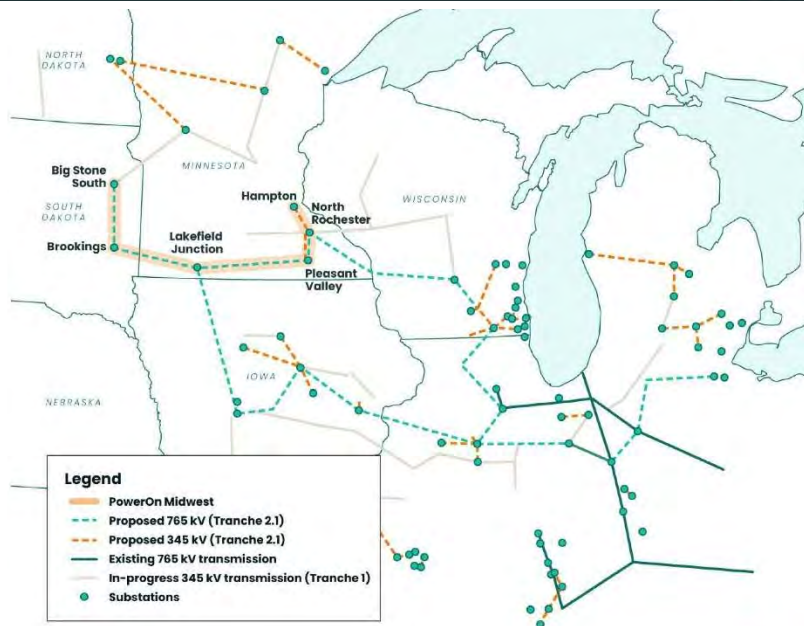 NORTH
DAKOTA
MINNESOTA
Big Stone
South
SOUTH
DAKOTA
Brookings
Lakefield
Junction
Hampton
North
Rochester
Pleasant
Valley
WISCONSIN
IOWA
NEBRASKA
Legend
PowerOn Midwest
Proposed 765 kV (Tranche 2.1)
Proposed 345 kV (Tranche 2.1)
Existing 765 kV transmission
In-progress 345 kV transmission (Tranche 1)
Substations